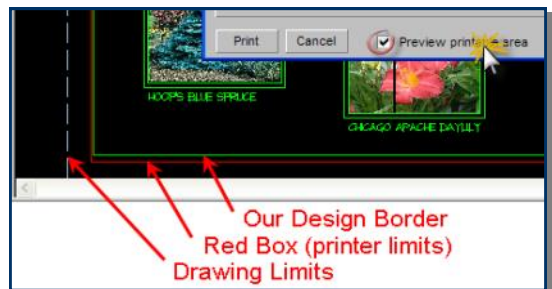 Print Cancel Preview printable area
HOOPS BLUE SPRUCE
CHICAGO APACHE DAYLILY
Our Design Border
Red Box (printer limits)
Drawing Limits